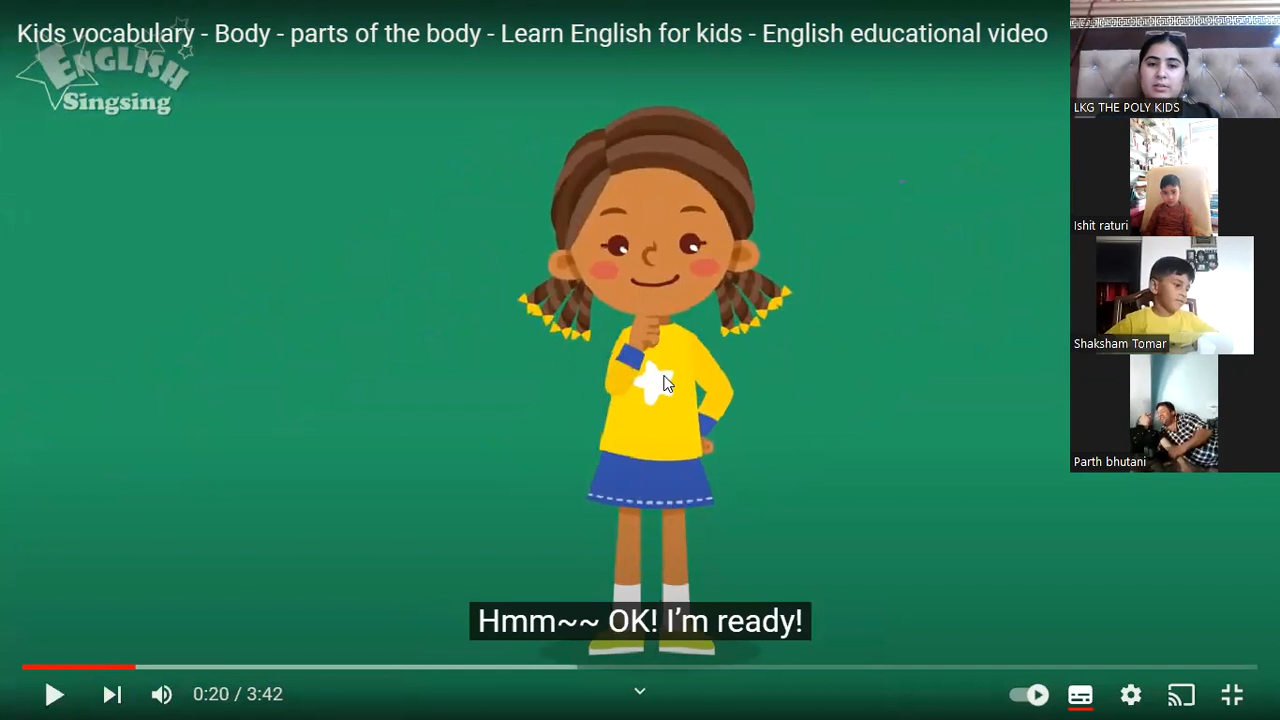 Kids vocabulary - Body - parts of the body - Learn English for kids - English educational video
ENGLISH
Singsing
LKG THE POLY KIDS
Ishit raturi
Shaksham Tomar
Parth bhutani
Hmm~~ OK! I'm ready!
0:20 / 3:42